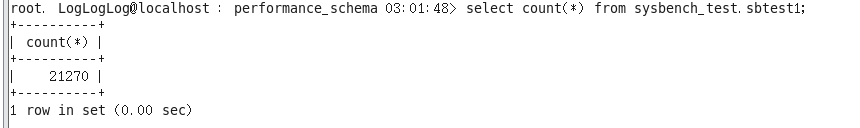 root. LogLogLog@localhost : performance_schema 03:01:48> select count(*) from sysbench_test.sbtest1;
+----------+
| count(*) |
+----------+
|    21270 |
+----------+
1 row in set (0.00 sec)